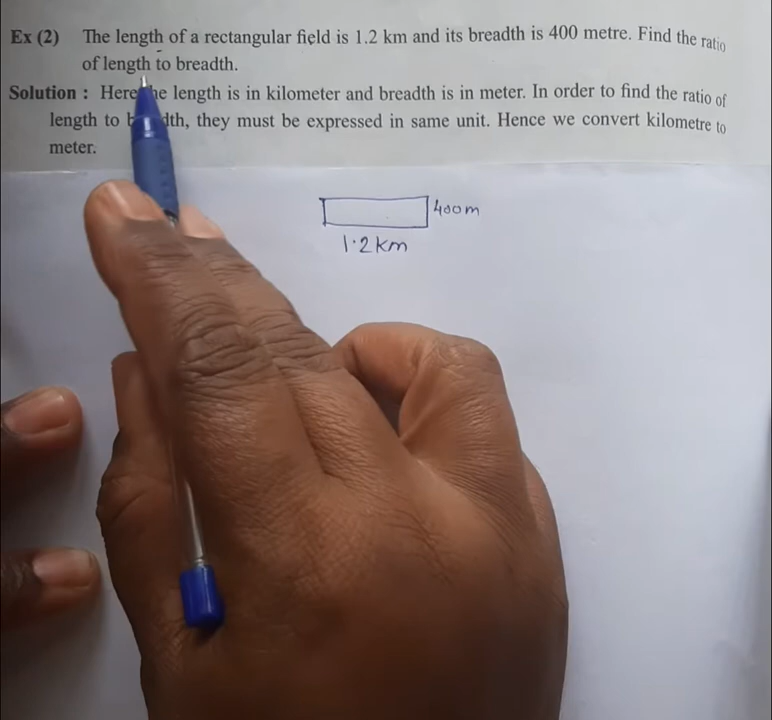 Ex (2) The length of a rectangular field is 1.2 km and its breadth is 400 metre. Find the ratio
of length to breadth.
Solution : Here the length is in kilometer and breadth is in meter. In order to find the ratio of
length to breadth, they must be expressed in same unit. Hence we convert kilometre to
meter.
400m
1.2km